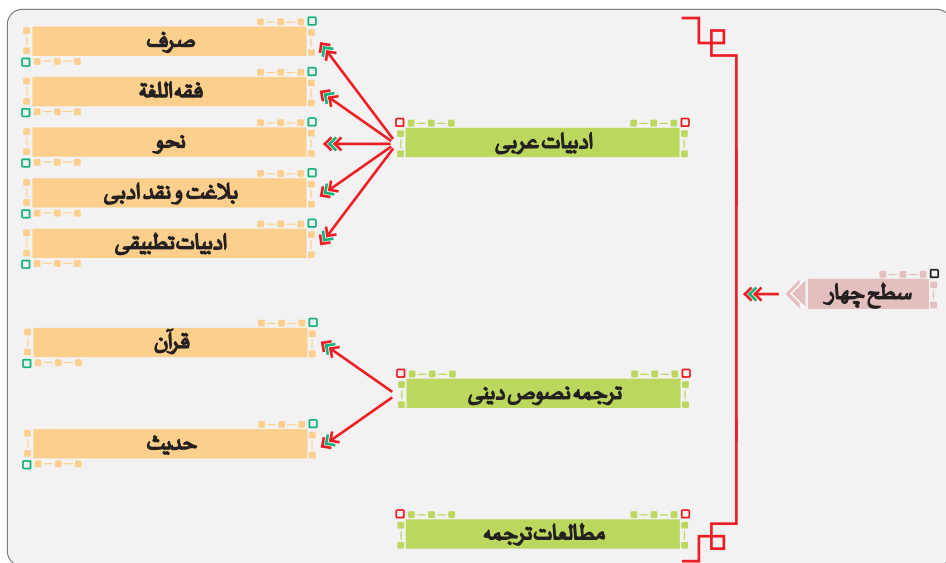 سطح چهار
ادبیات عربی
صرف
فقه اللغة
نحو
بلاغت و نقد ادبی
ادبیات تطبیقی
ترجمه نصوص دینی
قرآن
حدیث
مطالعات ترجمه